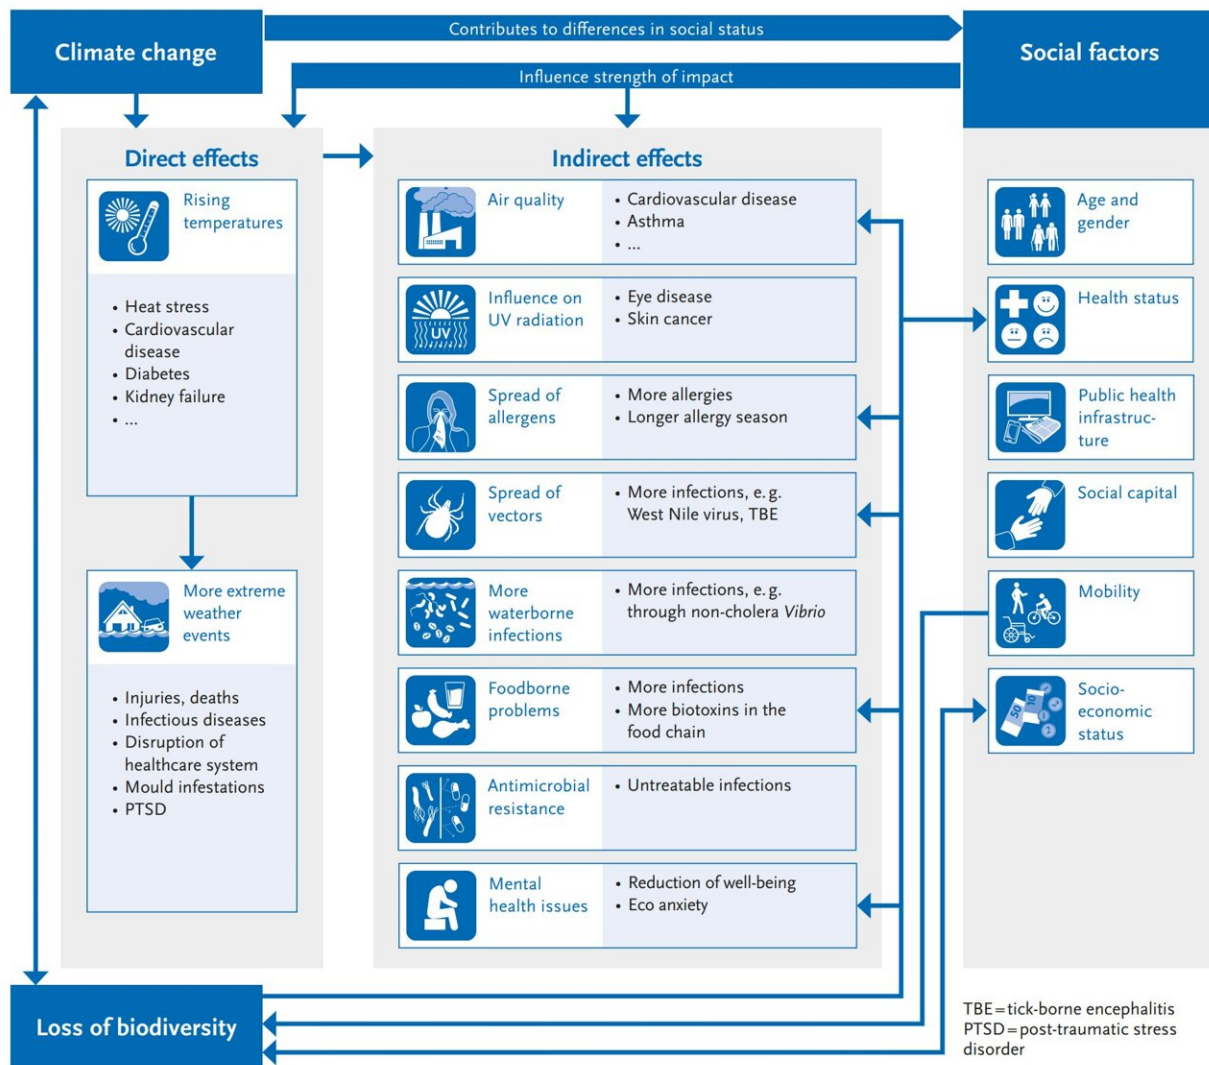 Climate change
Contributes to differences in social status
Influence strength of impact
Social factors
Direct effects
Rising
temperatures
• Heat stress
• Cardiovascular
disease
• Diabetes
• Kidney failure
• ...
More extreme
weather
events
• Injuries, deaths
• Infectious diseases
• Disruption of
healthcare system
• Mould infestations
• PTSD
Indirect effects
Air quality
• Cardiovascular disease
• Asthma
• ...
Influence on
UV radiation
UV
• Eye disease
• Skin cancer
Spread of
allergens
• More allergies
• Longer allergy season
Spread of
vectors
• More infections, e. g.
West Nile virus, TBE
More
waterborne
infections
• More infections, e. g.
through non-cholera Vibrio
Foodborne
problems
• More infections
• More biotoxins in the
food chain
Antimicrobial
resistance
• Untreatable infections
Mental
health issues
• Reduction of well-being
• Eco anxiety
Age and
gender
Health status
Public health
infrastruc-
ture
Social capital
Mobility
50
10
Socio-
economic
status
Loss of biodiversity
TBE = tick-borne encephalitis
PTSD = post-traumatic stress
disorder